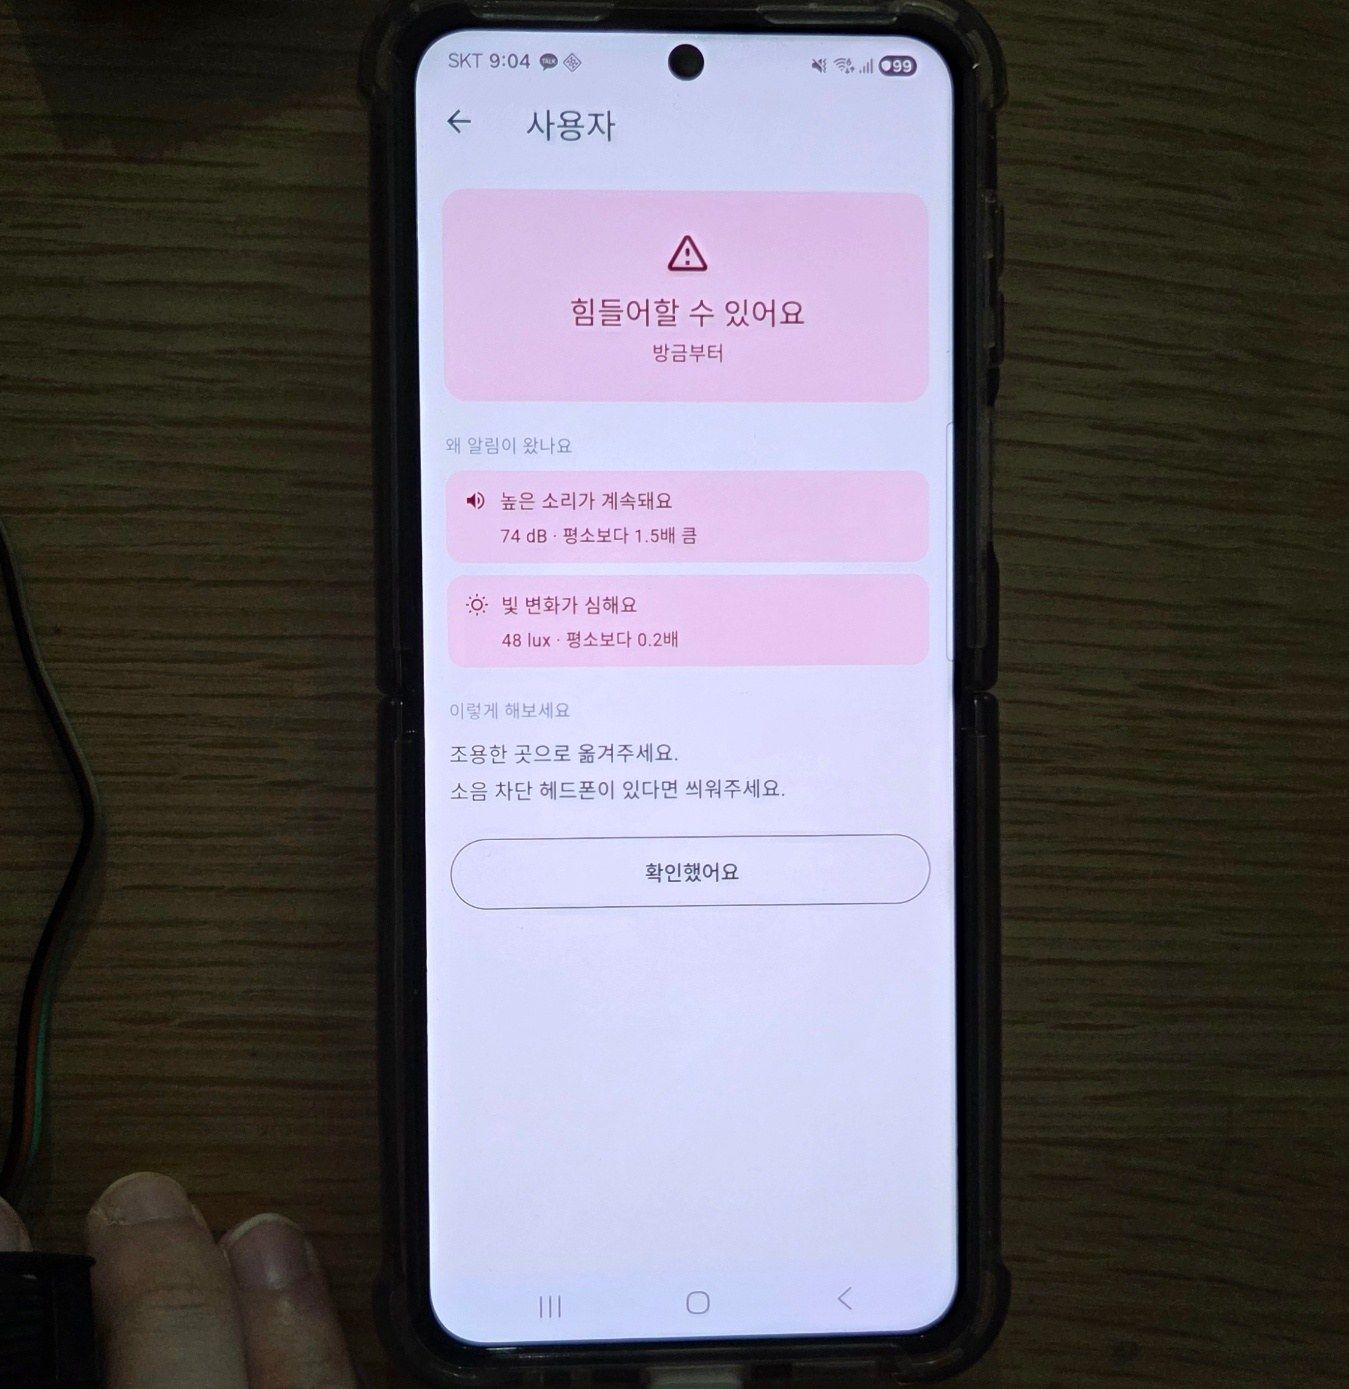 SKT 9:04 TALK 99
사용자
힘들어할 수 있어요
방금부터
왜 알림이 왔나요
높은 소리가 계속돼요
74 dB · 평소보다 1.5배 큼
빛 변화가 심해요
48 lux · 평소보다 0.2배
이렇게 해보세요
조용한 곳으로 옮겨주세요.
소음 차단 헤드폰이 있다면 씌워주세요.
확인했어요